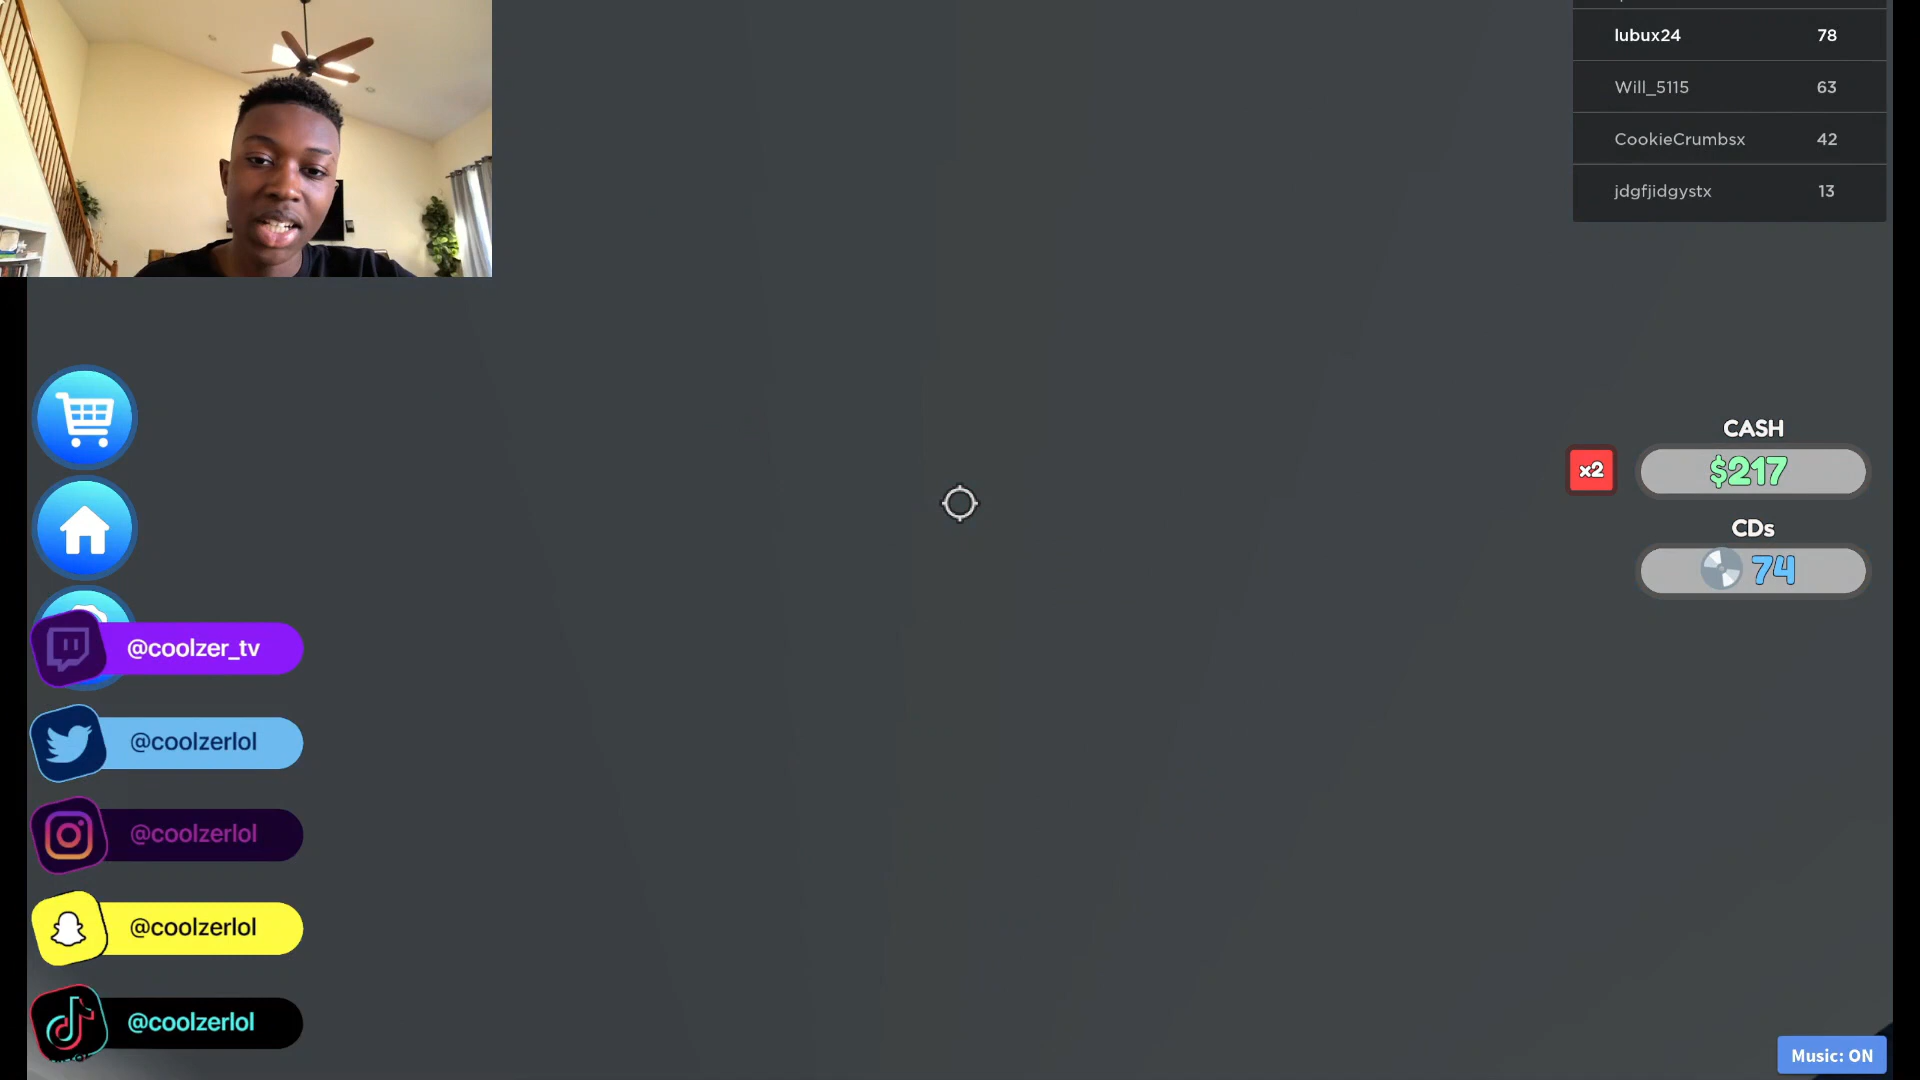 lubux24 78
Will_5115 63
CookieCrumbsx 42
jdgfjidgystx 13
CASH
x2 $217
CDs
74
@coolzer_tv
@coolzerlol
@coolzerlol
@coolzerlol
@coolzerlol
Music: ON